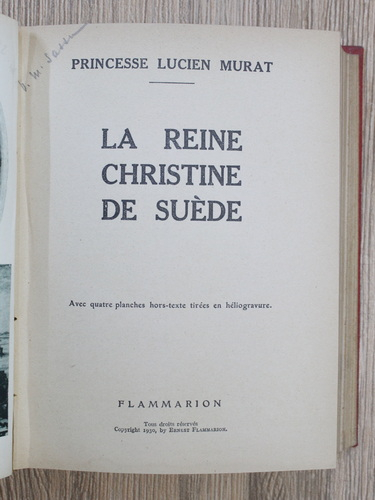 PRINCESSE LUCIEN MURAT
LA REINE
CHRISTINE
DE SUÈDE
Avec quatre planches hors-texte tirées en héliogravure.
FLAMMARION
Tous droits réservés
Copyright 1930, by ERNEST FLAMMARION.